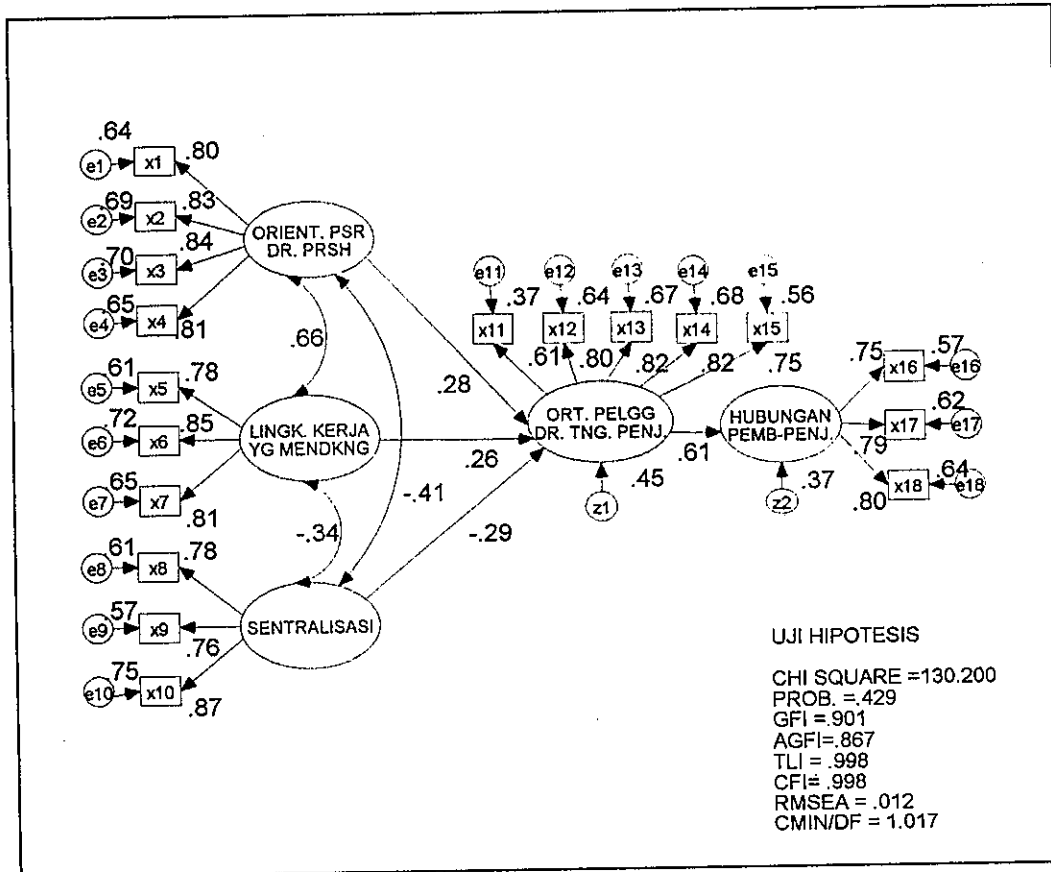 .64
e1 x1 .80
.69
e2 x2 .83
.70
e3 x3 .84
.65
e4 x4 .81
ORIENT. PSR
DR. PRSH
.66
.61
e5 x5 .78
.72
e6 x6 .85
.65
e7 x7 .81
LINGK. KERJA
YG MENDKNG
-.34
-.41
.61
e8 x8 .78
.57
e9 x9 .76
.75
e10 x10 .87
SENTRALISASI
.28
.26
-.29
e11 e12 e13 e14 e15
.37 .64 .67 .68 .56
x11 x12 x13 x14 x15
.61 .80 .82 .82 .75
ORT. PELGG
DR. TNG. PENJ.
.45
z1
.61
HUBUNGAN
PEMB-PENJ.
.37
z2
.75 x16 .57 e16
.79 x17 .62 e17
.80 x18 .64 e18
UJI HIPOTESIS
CHI SQUARE =130.200
PROB. =.429
GFI =.901
AGFI=.867
TLI = .998
CFI= .998
RMSEA = .012
CMIN/DF = 1.017